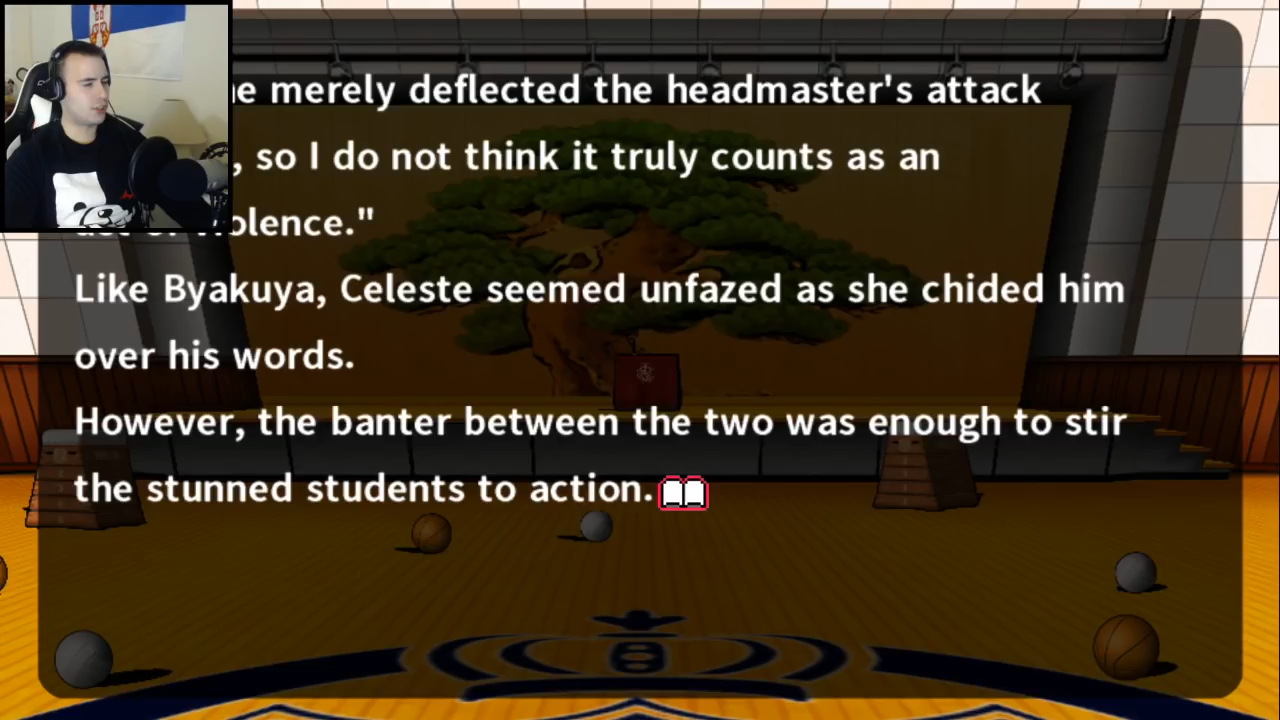 merely deflected the headmaster's attack
, so I do not think it truly counts as an
Like Byakuya, Celeste seemed unfazed as she chided him
over his words.
However, the banter between the two was enough to stir
the stunned students to action.